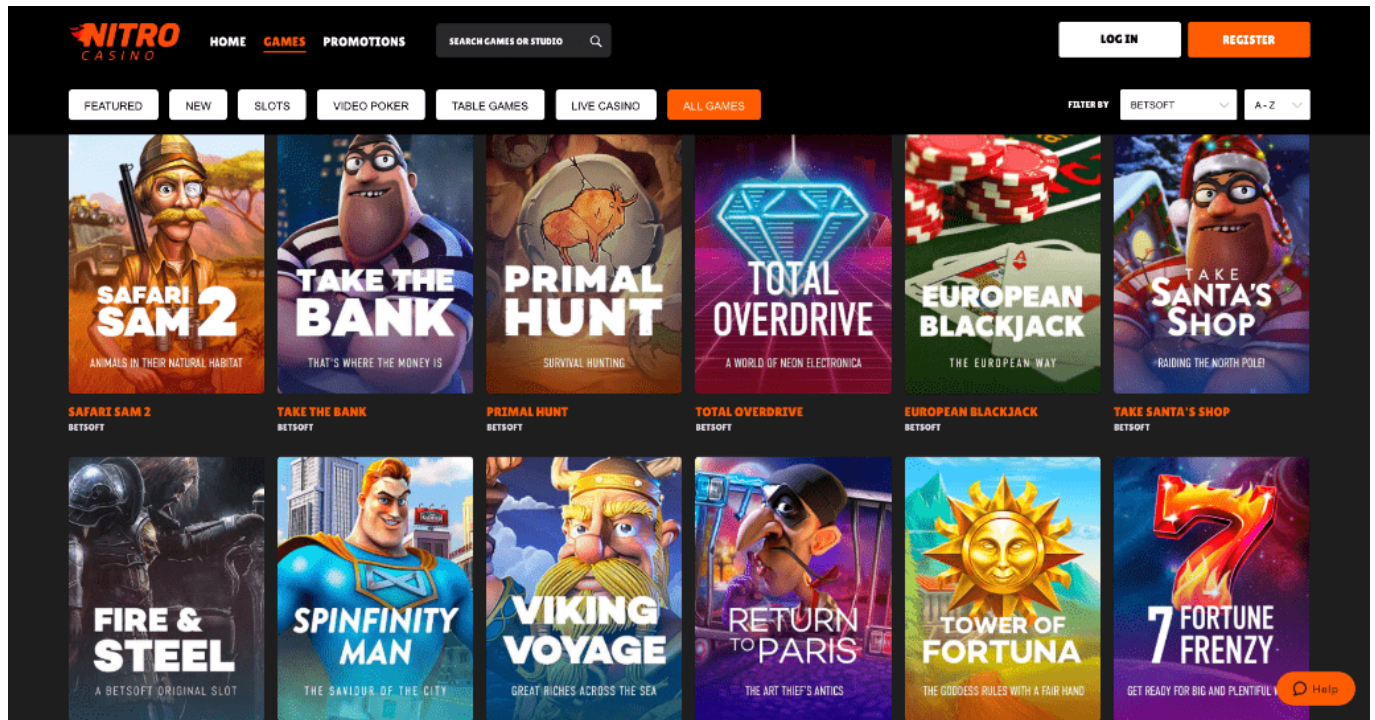 NITRO
CASINO
HOME GAMES PROMOTIONS
SEARCH GAMES OR STUDIO
LOG IN
REGISTER
FEATURED
NEW
SLOTS
VIDEO POKER
TABLE GAMES
LIVE CASINO
ALL GAMES
FILTER BY
BETSOFT
A - Z
SAFARI
SAM 2
ANIMALS IN THEIR NATURAL HABITAT
SAFARI SAM 2
BETSOFT
TAKE THE
BANK
THAT'S WHERE THE MONEY IS
TAKE THE BANK
BETSOFT
PRIMAL
HUNT
SURVIVAL HUNTING
PRIMAL HUNT
BETSOFT
TOTAL
OVERDRIVE
A WORLD OF NEON ELECTRONICA
TOTAL OVERDRIVE
BETSOFT
A
EUROPEAN
BLACKJACK
THE EUROPEAN WAY
EUROPEAN BLACKJACK
BETSOFT
TAKE
SANTA'S
SHOP
RAIDING THE NORTH POLE!
TAKE SANTA'S SHOP
BETSOFT
FIRE &
STEEL
A BETSOFT ORIGINAL SLOT
SPINFINITY
MAN
THE SAVIOUR OF THE CITY
VIKING
VOYAGE
GREAT RICHES ACROSS THE SEA
RETURN
TO PARIS
THE ART THIEF'S ANTICS
TOWER OF
FORTUNA
THE GODDESS RULES WITH A FAIR HAND
7 FORTUNE
FRENZY
GET READY FOR BIG AND PLENTIFUL
Help